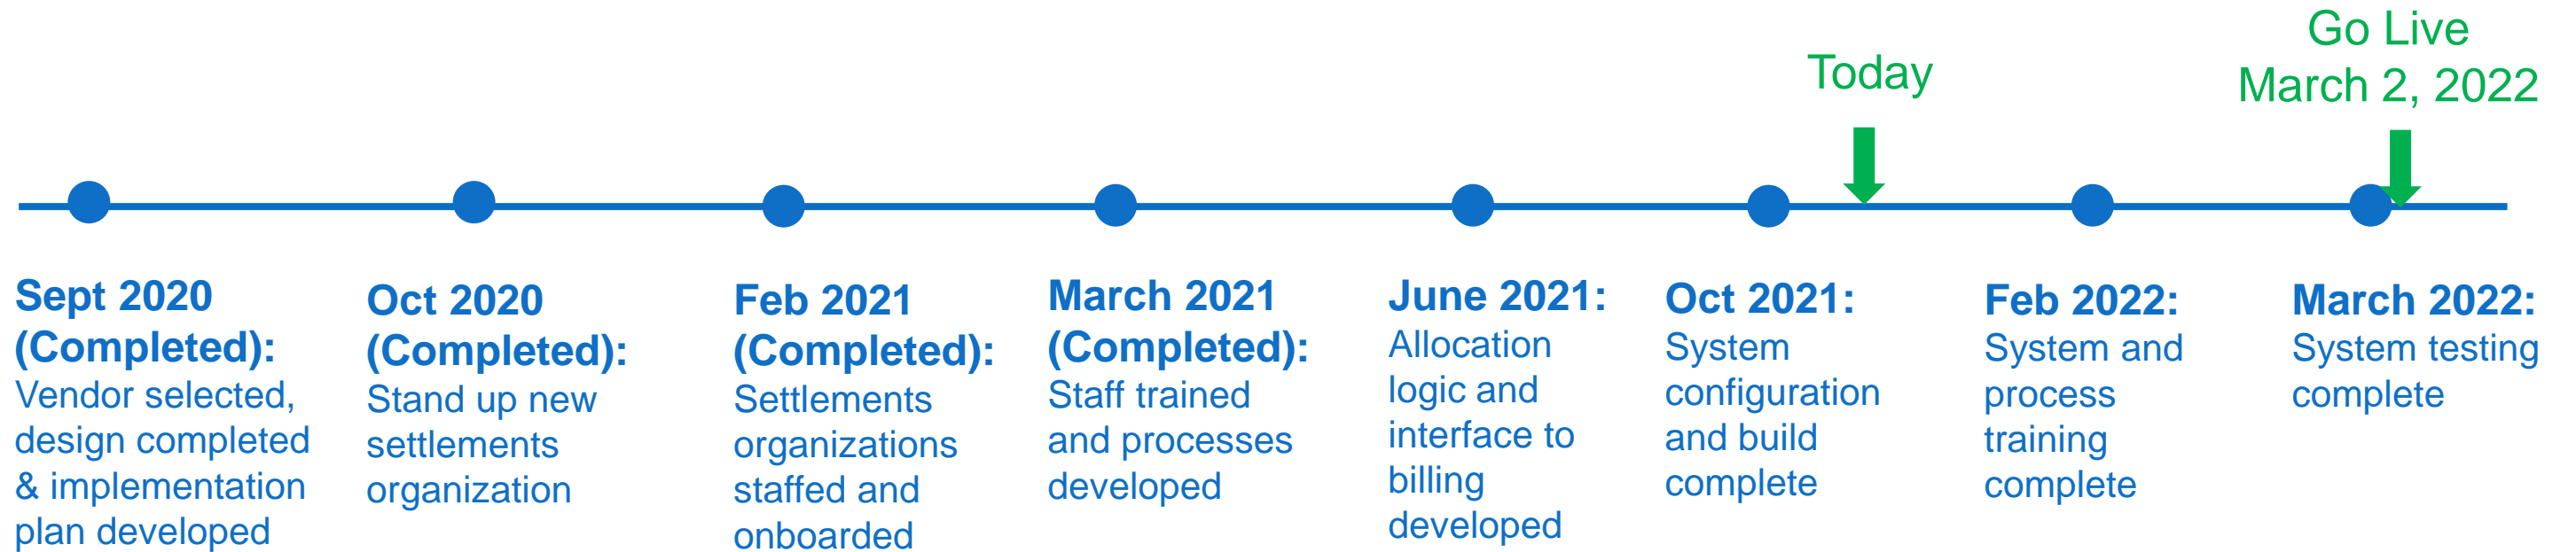 Go Live
March 2, 2022
Today
Sept 2020
(Completed):
Vendor selected,
design completed
& implementation
plan developed
Oct 2020
(Completed):
Stand up new
settlements
organization
Feb 2021
(Completed):
Settlements
organizations
staffed and
onboarded
March 2021
(Completed):
Staff trained
and processes
developed
June 2021:
Allocation
logic and
interface to
billing
developed
Oct 2021:
System
configuration
and build
complete
Feb 2022:
System and
process
training
complete
March 2022:
System testing
complete